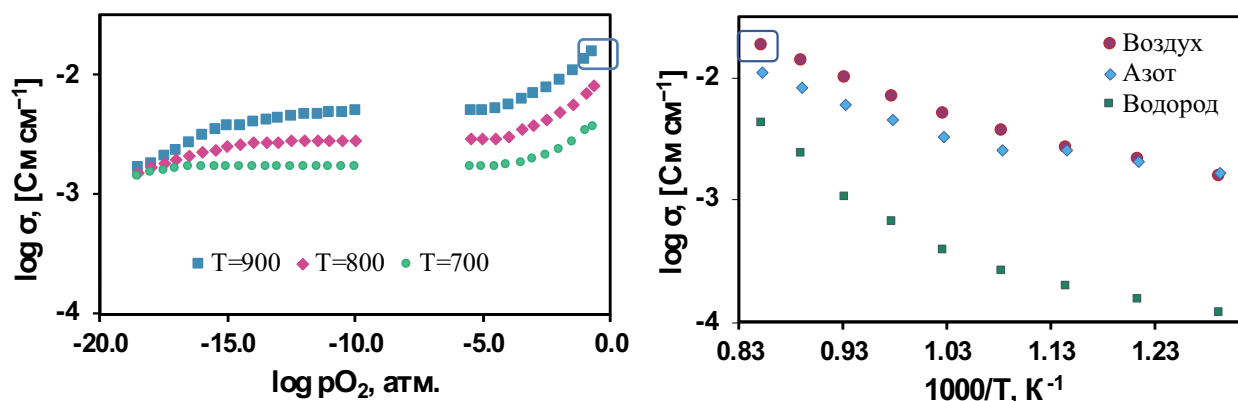 -2
-3
-4
-20.0 -15.0 -10.0 -5.0 0.0
log σ, [См см⁻¹]
log pO₂, атм.
T=900 T=800 T=700
-2
-3
-4
0.83 0.93 1.03 1.13 1.23
log σ, [См см⁻¹]
1000/T, К⁻¹
Воздух
Азот
Водород